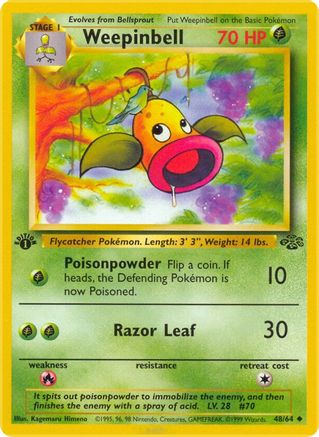 Evolves from Bellsprout Put Weepinbell on the Basic Pokémon
STAGE 1
Weepinbell 70 HP
EDITION
1
Flycatcher Pokémon. Length: 3' 3", Weight: 14 lbs.
Poisonpowder Flip a coin. If
heads, the Defending Pokémon is
now Poisoned.
10
Razor Leaf 30
weakness resistance retreat cost
It spits out poisonpowder to immobilize the enemy, and then
finishes the enemy with a spray of acid. LV. 28 #70
Illus. Kagemaru Himeno ©1995, 96, 98 Nintendo, Creatures, GAMEFREAK. ©1999 Wizards. 48/64